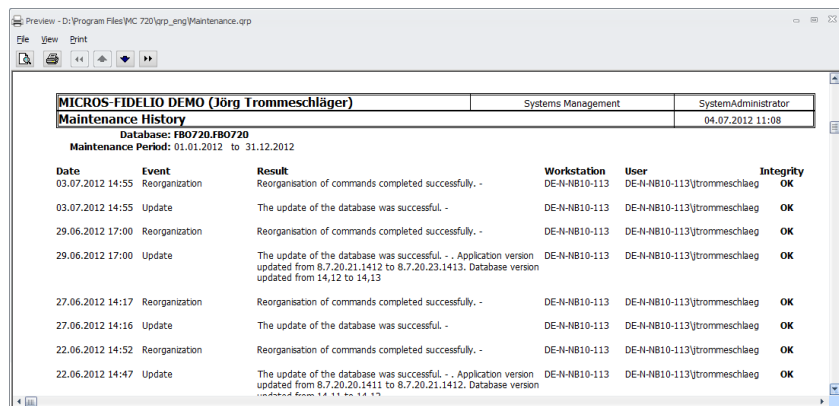 Preview - D:\Program Files\MC 720\qrp_eng\Maintenance.qrp
File View Print
MICROS-FIDELIO DEMO (Jörg Trommeschläger) Systems Management SystemAdministrator
Maintenance History 04.07.2012 11:08
Database: FBO720.FBO720
Maintenance Period: 01.01.2012 to 31.12.2012
Date Event Result Workstation User Integrity
03.07.2012 14:55 Reorganization Reorganisation of commands completed successfully. - DE-N-NB10-113 DE-N-NB10-113\jtrommeschlaeg OK
03.07.2012 14:55 Update The update of the database was successful. - DE-N-NB10-113 DE-N-NB10-113\jtrommeschlaeg OK
29.06.2012 17:00 Reorganization Reorganisation of commands completed successfully. - DE-N-NB10-113 DE-N-NB10-113\jtrommeschlaeg OK
29.06.2012 17:00 Update The update of the database was successful. - . Application version DE-N-NB10-113 DE-N-NB10-113\jtrommeschlaeg OK
updated from 8.7.20.21.1412 to 8.7.20.23.1413. Database version
updated from 14,12 to 14,13
27.06.2012 14:17 Reorganization Reorganisation of commands completed successfully. - DE-N-NB10-113 DE-N-NB10-113\jtrommeschlaeg OK
27.06.2012 14:16 Update The update of the database was successful. - DE-N-NB10-113 DE-N-NB10-113\jtrommeschlaeg OK
22.06.2012 14:52 Reorganization Reorganisation of commands completed successfully. - DE-N-NB10-113 DE-N-NB10-113\jtrommeschlaeg OK
22.06.2012 14:47 Update The update of the database was successful. - . Application version DE-N-NB10-113 DE-N-NB10-113\jtrommeschlaeg OK
updated from 8.7.20.20.1411 to 8.7.20.21.1412. Database version
updated from 14,11 to 14,12